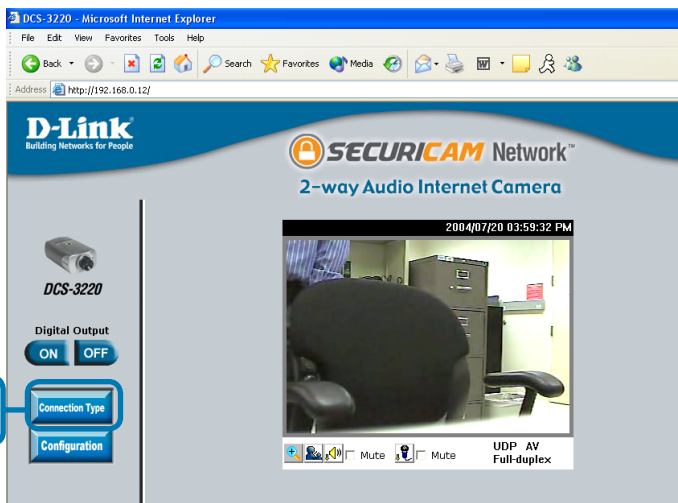 DCS-3220 - Microsoft Internet Explorer
File Edit View Favorites Tools Help
Back Search Favorites Media
Address http://192.168.0.12/
D-Link
Building Networks for People
SECURICAM Network™
2-way Audio Internet Camera
2004/07/20 03:59:32 PM
DCS-3220
Digital Output
ON OFF
Connection Type
Configuration
Mute Mute
UDP AV
Full-duplex